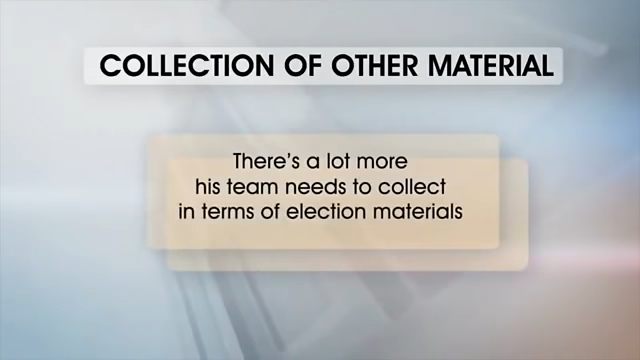 COLLECTION OF OTHER MATERIAL
There's a lot more
his team needs to collect
in terms of election materials